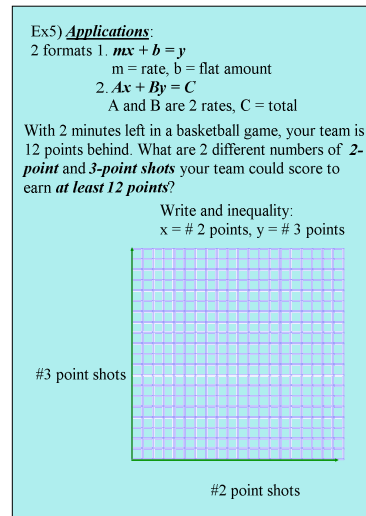 Ex5) Applications:
2 formats 1. mx + b = y
m = rate, b = flat amount
2. Ax + By = C
A and B are 2 rates, C = total
With 2 minutes left in a basketball game, your team is
12 points behind. What are 2 different numbers of 2-
point and 3-point shots your team could score to
earn at least 12 points?
Write and inequality:
x = # 2 points, y = # 3 points
#3 point shots
#2 point shots